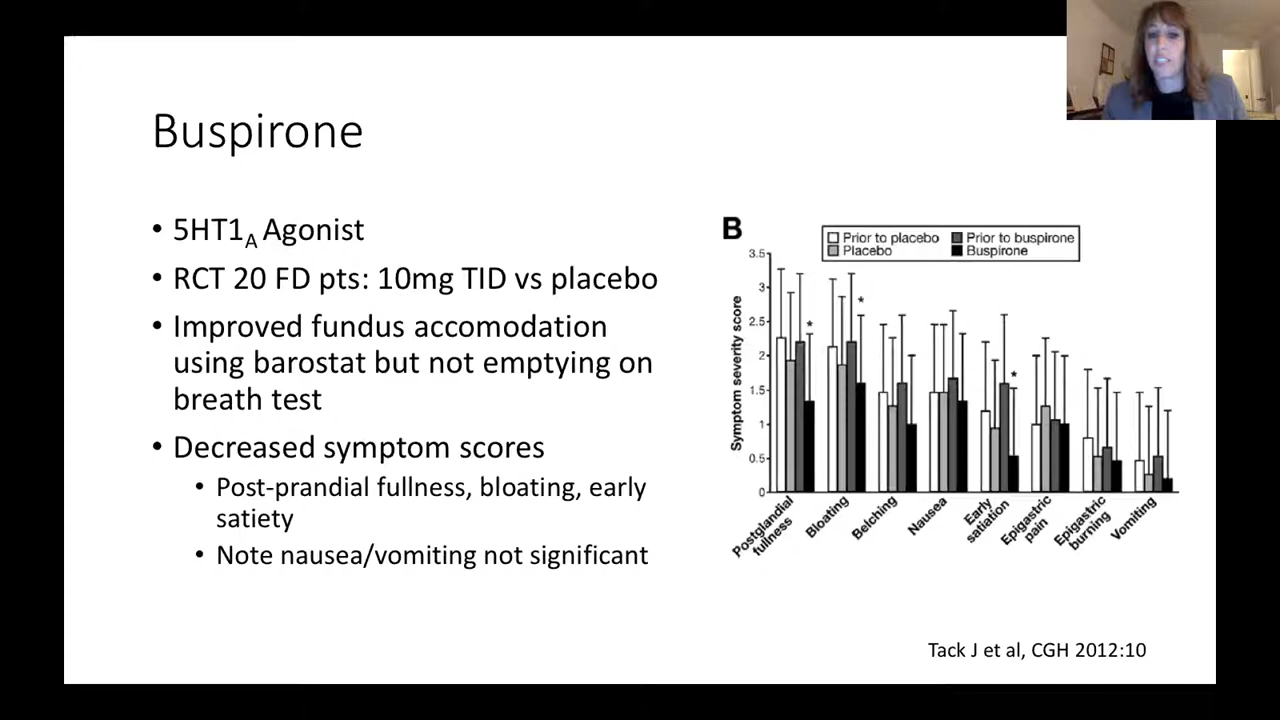 Buspirone
• 5HT1A Agonist
• RCT 20 FD pts: 10mg TID vs placebo
• Improved fundus accomodation
using barostat but not emptying on
breath test
• Decreased symptom scores
• Post-prandial fullness, bloating, early
satiety
• Note nausea/vomiting not significant
B
Prior to placebo
Prior to buspirone
Placebo
Buspirone
Symptom severity score
3.5
3
2.5
2
1.5
1
0.5
0
*
*
*
Postglandial
fullness
Bloating
Belching
Nausea
Early
satiation
Epigastric
pain
Epigastric
burning
Vomiting
Tack J et al, CGH 2012:10